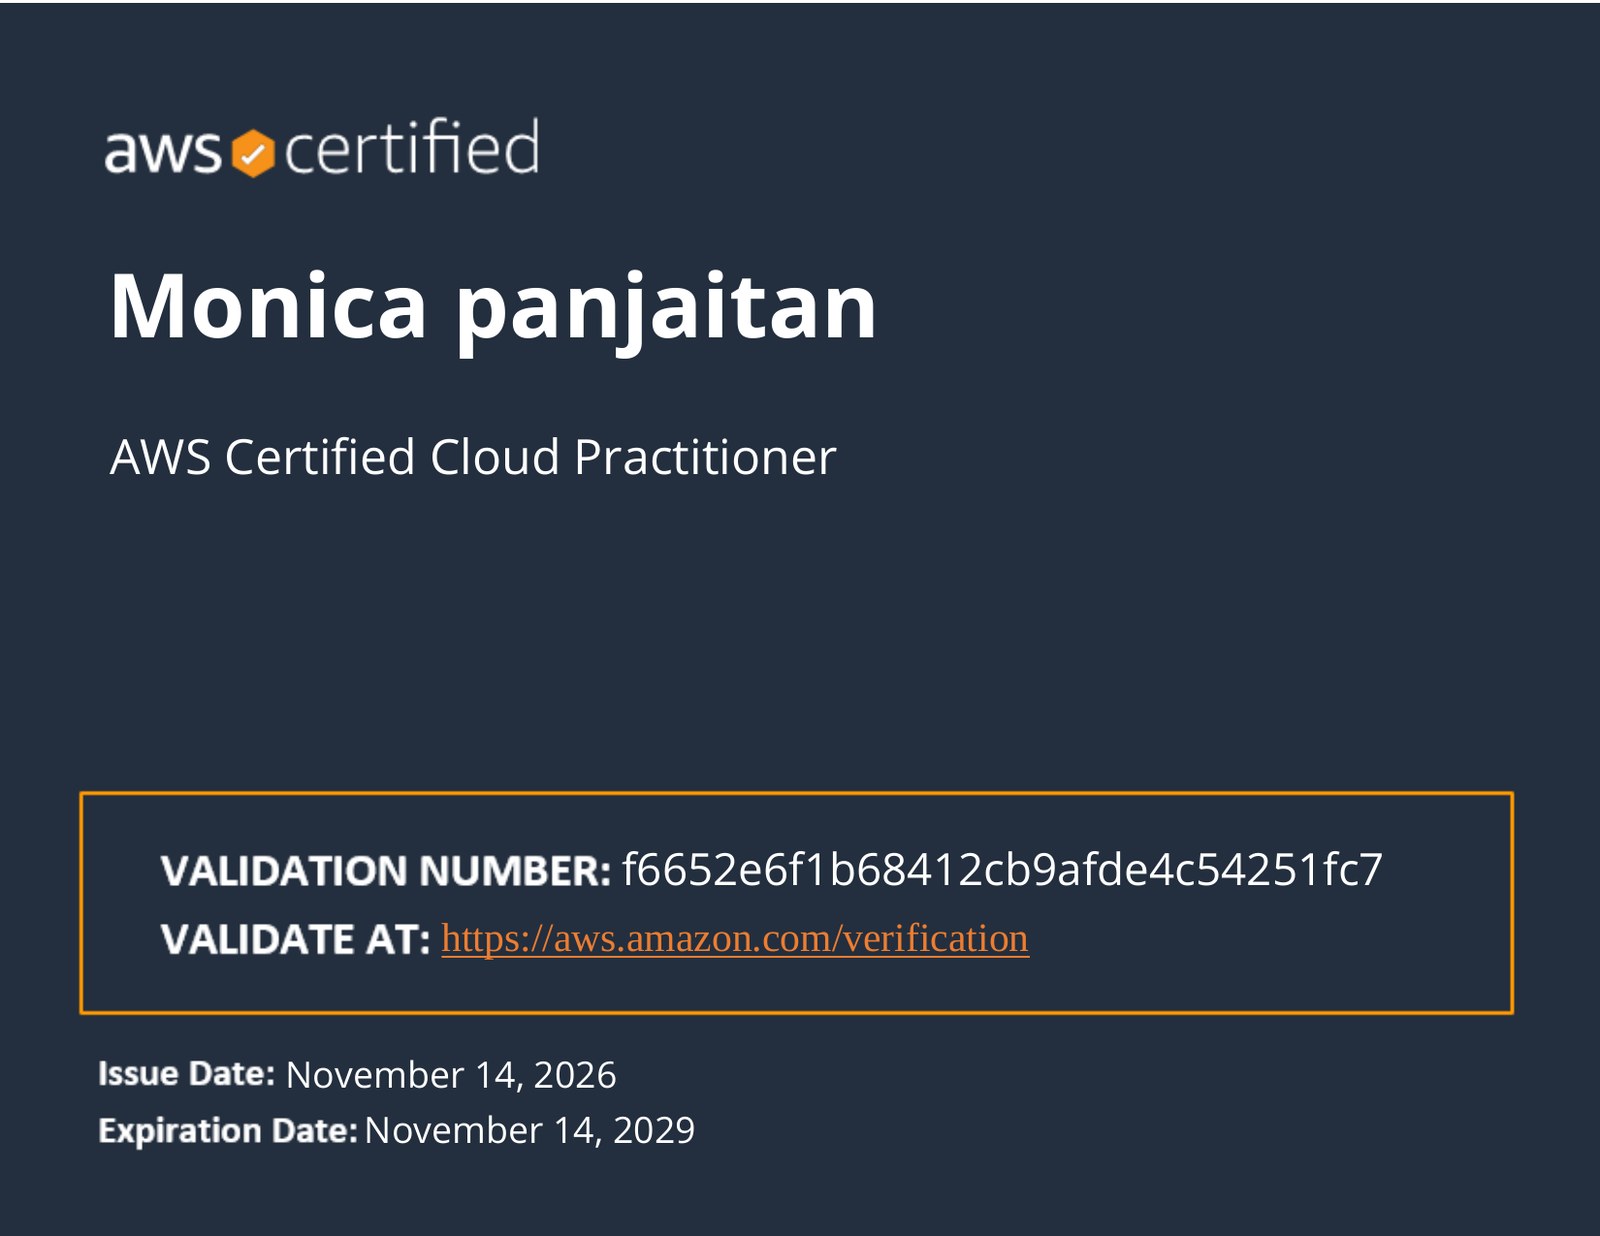 aws certified
Monica panjaitan
AWS Certified Cloud Practitioner
VALIDATION NUMBER: f6652e6f1b68412cb9afde4c54251fc7
VALIDATE AT: https://aws.amazon.com/verification
Issue Date: November 14, 2026
Expiration Date: November 14, 2029